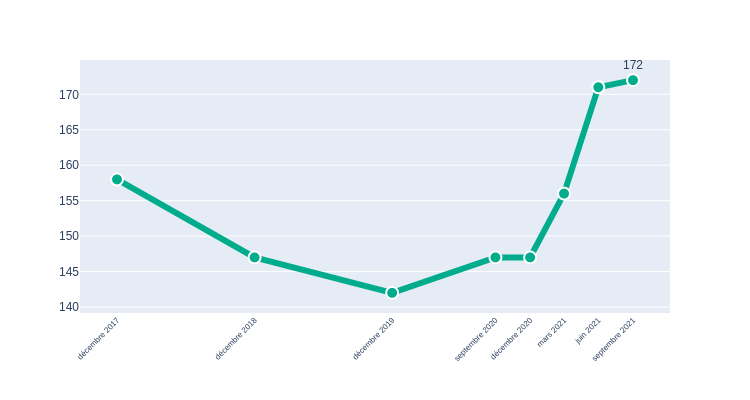 172
170
165
160
155
150
145
140
décembre 2017
décembre 2018
décembre 2019
septembre 2020
décembre 2020
mars 2021
juin 2021
septembre 2021